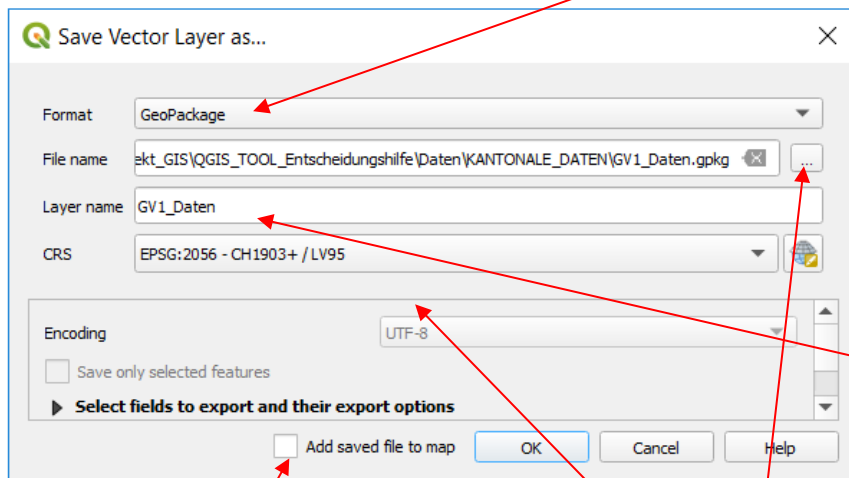 Save Vector Layer as...
Format GeoPackage
File name ekt_GIS\QGIS_TOOL_Entscheidungshilfe\Daten\KANTONALE_DATEN\GV1_Daten.gpkg ...
Layer name GV1_Daten
CRS EPSG:2056 - CH1903+ / LV95
Encoding UTF-8
Save only selected features
Select fields to export and their export options
Add saved file to map OK Cancel Help